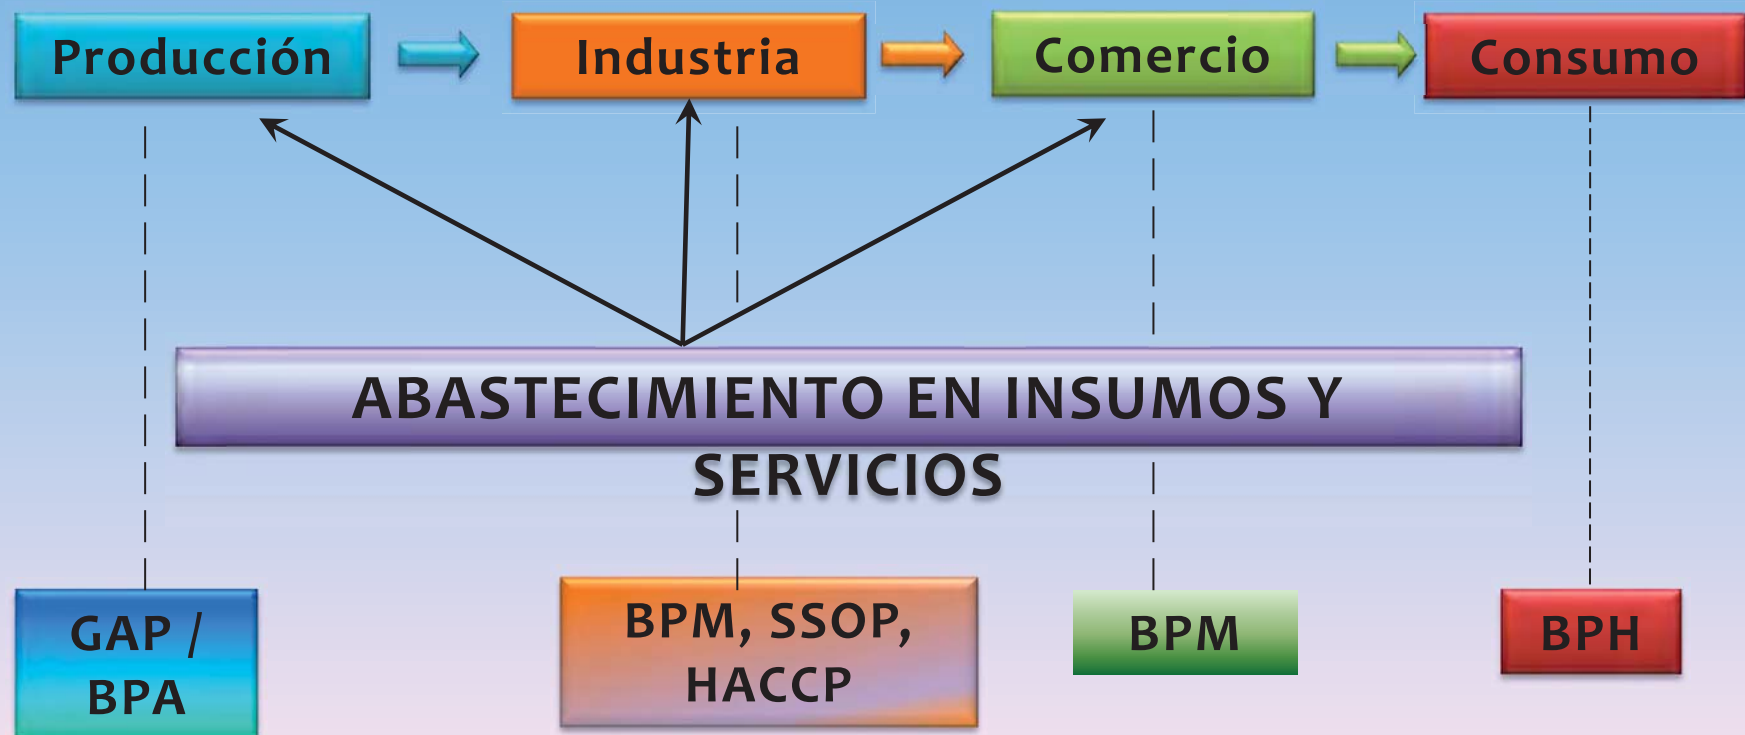 Producción
Industria
Comercio
Consumo
ABASTECIMIENTO EN INSUMOS Y
SERVICIOS
GAP /
BPA
BPM, SSOP,
HACCP
BPM
BPH